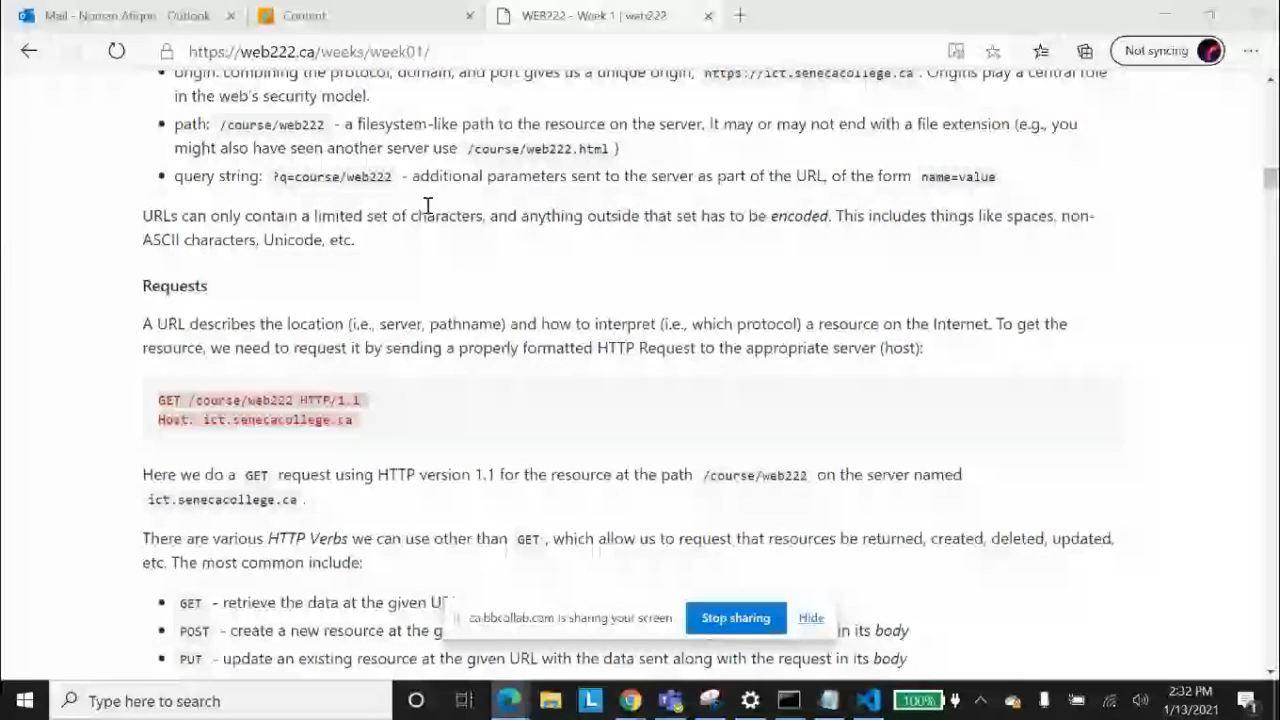 Mail - Noman Atique - Outlook
Content
WEB222 - Week 1 | web222
https://web222.ca/weeks/week01/
Not syncing
origin: combining the protocol, domain, and port gives us a unique origin, https://ict.senecacollege.ca. Origins play a central role
in the web's security model.
path: /course/web222 - a filesystem-like path to the resource on the server. It may or may not end with a file extension (e.g., you
might also have seen another server use /course/web222.html )
query string: ?q=course/web222 - additional parameters sent to the server as part of the URL, of the form name=value
URLs can only contain a limited set of characters, and anything outside that set has to be encoded. This includes things like spaces, non-
ASCII characters, Unicode, etc.
Requests
A URL describes the location (i.e., server, pathname) and how to interpret (i.e., which protocol) a resource on the Internet. To get the
resource, we need to request it by sending a properly formatted HTTP Request to the appropriate server (host):
GET /course/web222 HTTP/1.1
Host: ict.senecacollege.ca
Here we do a GET request using HTTP version 1.1 for the resource at the path /course/web222 on the server named
ict.senecacollege.ca.
There are various HTTP Verbs we can use other than GET, which allow us to request that resources be returned, created, deleted, updated,
etc. The most common include:
GET - retrieve the data at the given UR
POST - create a new resource at the g in its body
PUT - update an existing resource at the given URL with the data sent along with the request in its body
ca.bbcollab.com is sharing your screen
Stop sharing
Hide
Type here to search
100%
2:32 PM
1/13/2021